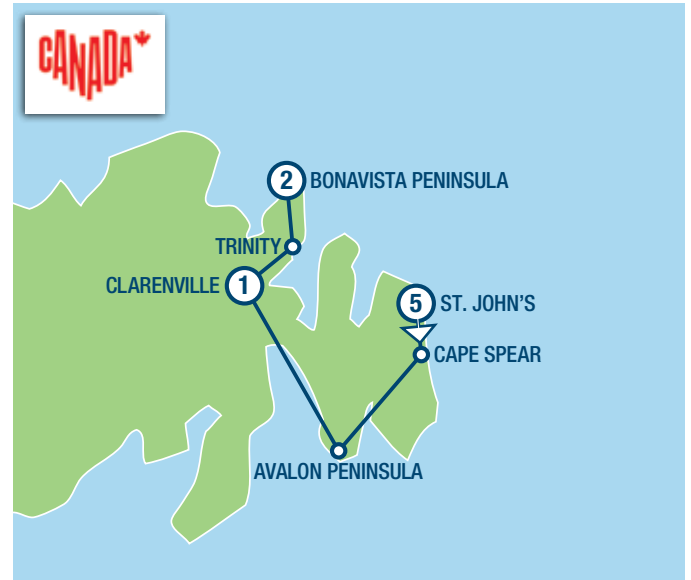 CANADA
2 BONAVISTA PENINSULA
TRINITY
CLARENVILLE 1
5 ST. JOHN'S
CAPE SPEAR
AVALON PENINSULA